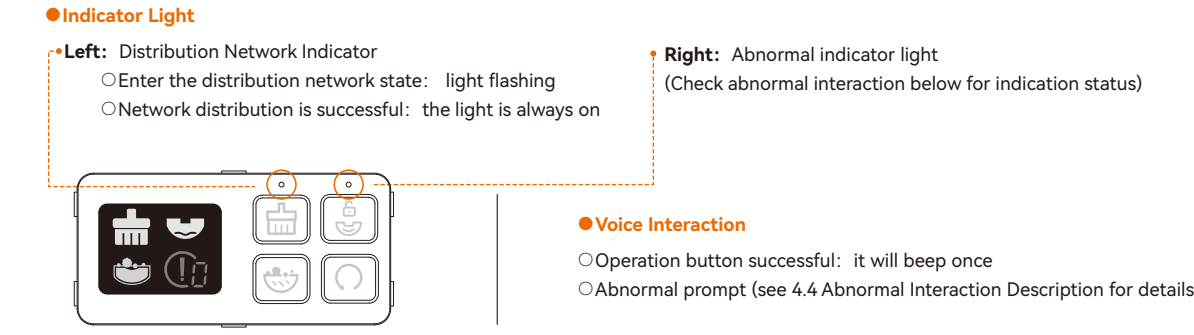 ●Indicator Light
Left： Distribution Network Indicator
○Enter the distribution network state： light flashing
○Network distribution is successful：the light is always on
Right： Abnormal indicator light
(Check abnormal interaction below for indication status)
●Voice Interaction
○Operation button successful：it will beep once
○Abnormal prompt (see 4.4 Abnormal Interaction Description for details